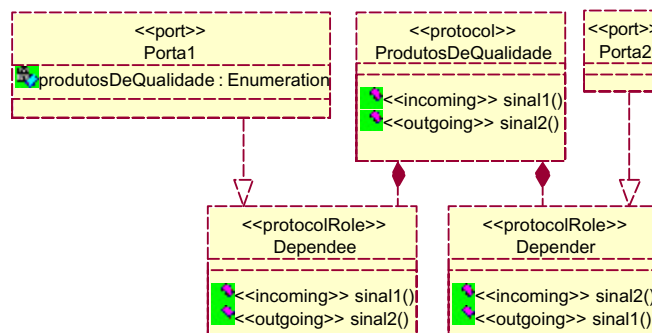 <<port>>
Porta1
produtosDeQualidade : Enumeration
<<protocol>>
ProdutosDeQualidade
<<incoming>> sinal1()
<<outgoing>> sinal2()
<<port>>
Porta2
<<protocolRole>>
Dependee
<<incoming>> sinal1()
<<outgoing>> sinal2()
<<protocolRole>>
Depender
<<incoming>> sinal2()
<<outgoing>> sinal1()